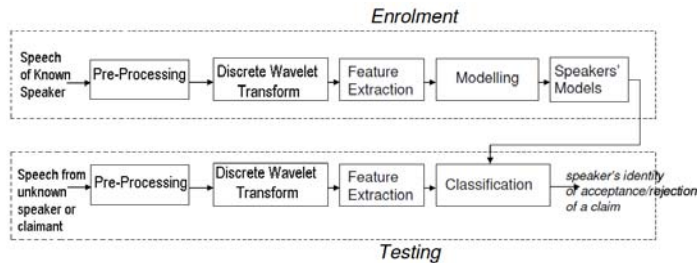 Enrolment
Speech
of Known
Speaker
Pre-Processing
Discrete Wavelet
Transform
Feature
Extraction
Modelling
Speakers'
Models
Speech from
unknown
speaker or
claimant
Pre-Processing
Discrete Wavelet
Transform
Feature
Extraction
Classification
speaker's identity
or acceptance/rejection
of a claim
Testing